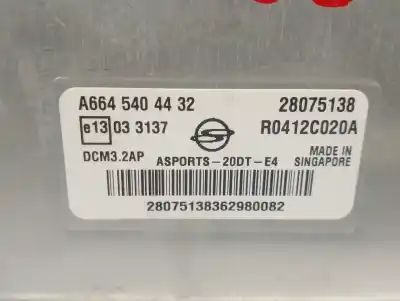 A664 540 44 32 28075138
e13 03 3137 R0412C020A
DCM3.2AP ASPORTS-20DT-E4 MADE IN SINGAPORE
28075138362980082